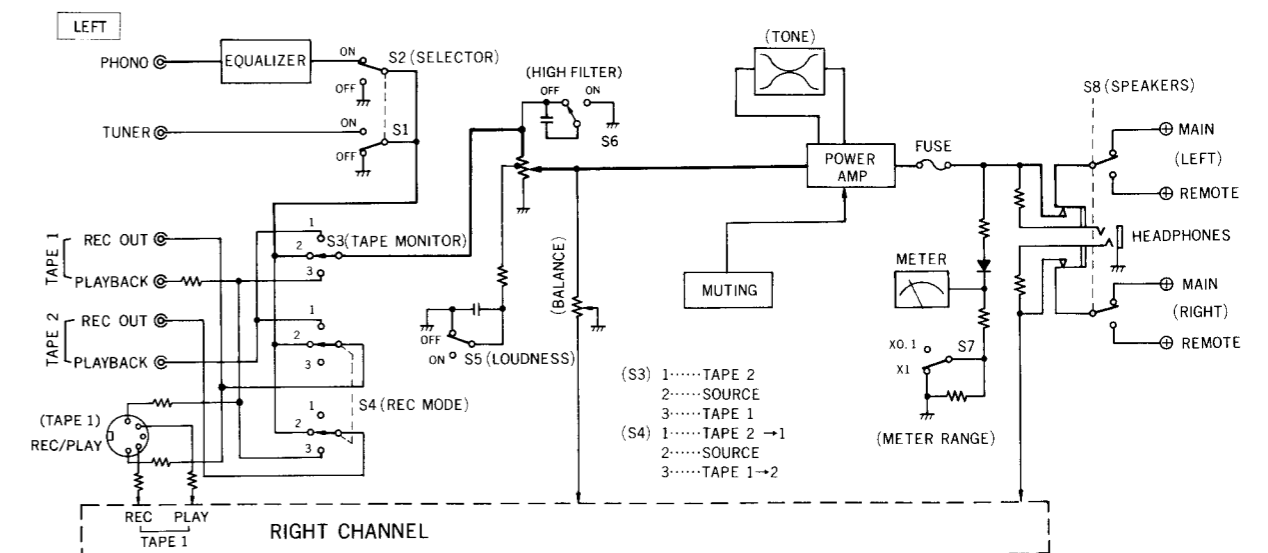 LEFT
PHONO
EQUALIZER
ON
S2 (SELECTOR)
OFF
TUNER
ON
S1
OFF
(HIGH FILTER)
OFF ON
S6
(TONE)
POWER
AMP
FUSE
S8 (SPEAKERS)
MAIN
(LEFT)
REMOTE
HEADPHONES
MAIN
(RIGHT)
REMOTE
TAPE 1
REC OUT
PLAYBACK
TAPE 2
REC OUT
PLAYBACK
1
2
3
S3(TAPE MONITOR)
1
2
3
S4 (REC MODE)
1
2
3
(TAPE 1)
REC/PLAY
OFF
ON
S5 (LOUDNESS)
(BALANCE)
MUTING
METER
X0.1
X1
S7
(METER RANGE)
(S3) 1······TAPE 2
2······SOURCE
3······TAPE 1
(S4) 1······TAPE 2 →1
2······SOURCE
3······TAPE 1→2
REC PLAY
TAPE 1
RIGHT CHANNEL